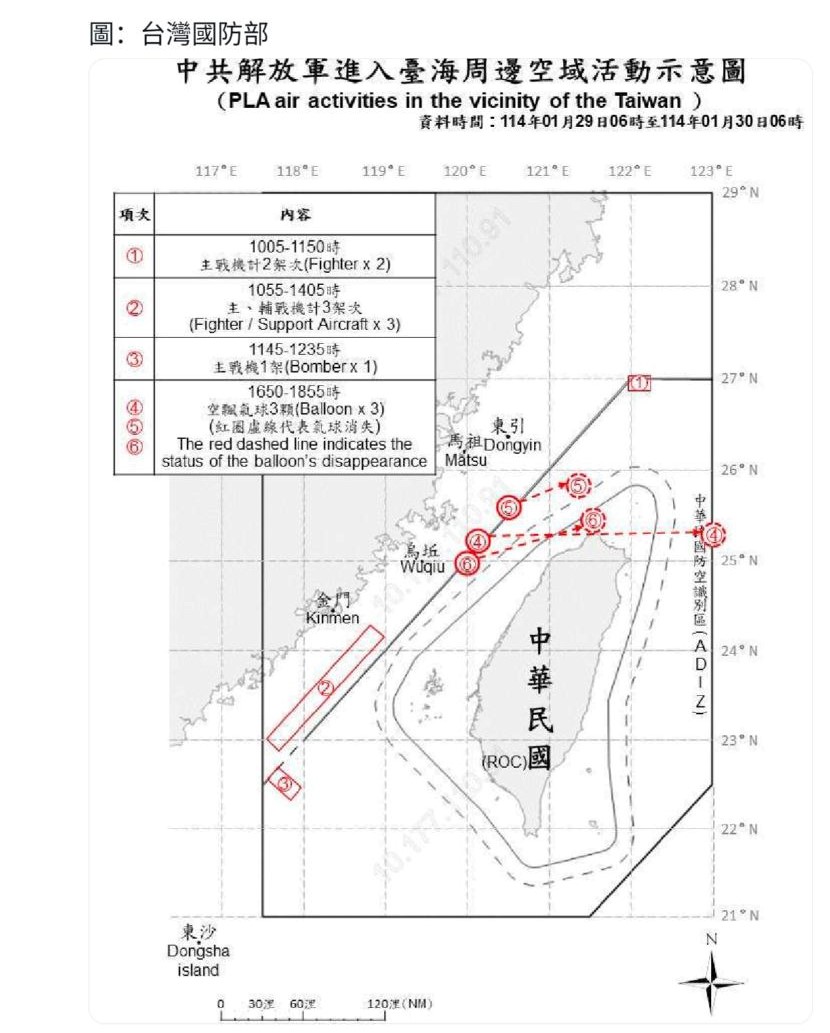 圖：台灣國防部
中共解放軍進入臺海周邊空域活動示意圖
（PLA air activities in the vicinity of the Taiwan ）
資料時間：114年01月29日06時至114年01月30日06時
117°E 118°E 119°E 120°E 121°E 122°E 123°E
29°N
項次 內容
① 1005-1150時
主戰機計2架次(Fighter x 2)
② 1055-1405時
主、輔戰機計3架次
(Fighter / Support Aircraft x 3)
③ 1145-1235時
主戰機1架(Bomber x 1)
④ ⑤ ⑥ 1650-1855時
空飄氣球3顆(Balloon x 3)
(紅圈虛線代表氣球消失)
The red dashed line indicates the
status of the balloon's disappearance
28°N
27°N
①
東引
Dongyin
馬祖
Matsu
26°N
⑤ ⑤
⑥
④ ④
中華民國防空識別區(ADIZ)
烏坵
Wuqiu
⑥
25°N
金門
Kinmen
24°N
②
中華民國
(ROC)
23°N
③
22°N
21°N
東沙
Dongsha
island
N
0 30浬 60浬 120浬(NM)
10.177.110.91